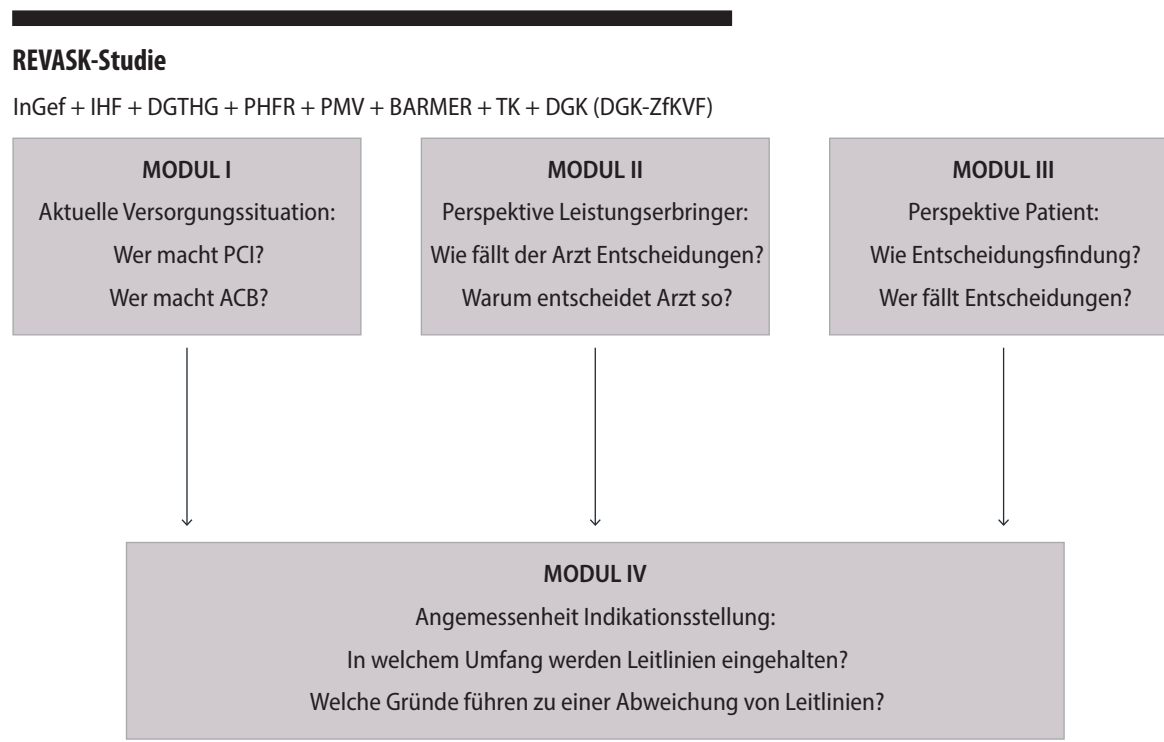 REVASK-Studie
InGef + IHF + DGTHG + PHFR + PMV + BARMER + TK + DGK (DGK-ZfKVF)
MODUL I
Aktuelle Versorgungssituation:
Wer macht PCI?
Wer macht ACB?
MODUL II
Perspektive Leistungserbringer:
Wie fällt der Arzt Entscheidungen?
Warum entscheidet Arzt so?
MODUL III
Perspektive Patient:
Wie Entscheidungsfindung?
Wer fällt Entscheidungen?
MODUL IV
Angemessenheit Indikationsstellung:
In welchem Umfang werden Leitlinien eingehalten?
Welche Gründe führen zu einer Abweichung von Leitlinien?